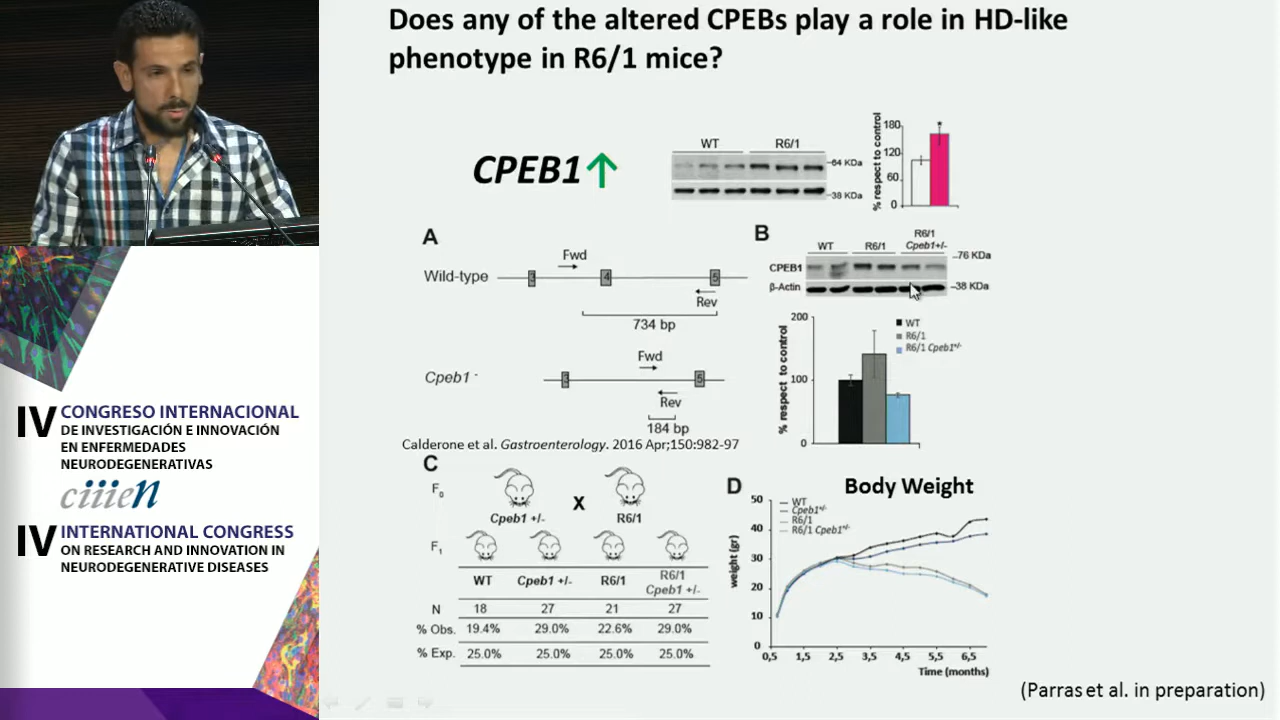 Does any of the altered CPEBs play a role in HD-like
phenotype in R6/1 mice?
CPEB1
WT R6/1
-64 KDa
-38 KDa
% respect to control
180
120
60
0
*
A
Wild-type
3 4 5
Fwd
Rev
734 bp
Cpeb1 -
3 5
Fwd
Rev
184 bp
Calderone et al. Gastroenterology. 2016 Apr;150:982-97
B
WT R6/1 R6/1
Cpeb1+/-
CPEB1
β-Actin
-76 KDa
-38 KDa
% respect to control
200
100
0
WT
R6/1
R6/1 Cpeb1+/-
C
F0
Cpeb1 +/- X R6/1
F1
WT Cpeb1 +/- R6/1 R6/1
Cpeb1 +/-
N 18 27 21 27
% Obs. 19.4% 29.0% 22.6% 29.0%
% Exp. 25.0% 25.0% 25.0% 25.0%
D
Body Weight
WT
Cpeb1+/-
R6/1
R6/1 Cpeb1+/-
weight (gr)
50
40
30
20
10
0
0,5 1,5 2,5 3,5 4,5 5,5 6,5
Time (months)
(Parras et al. in preparation)
IV CONGRESO INTERNACIONAL
DE INVESTIGACIÓN E INNOVACIÓN
EN ENFERMEDADES
NEURODEGENERATIVAS
ciiien
IV INTERNATIONAL CONGRESS
ON RESEARCH AND INNOVATION IN
NEURODEGENERATIVE DISEASES